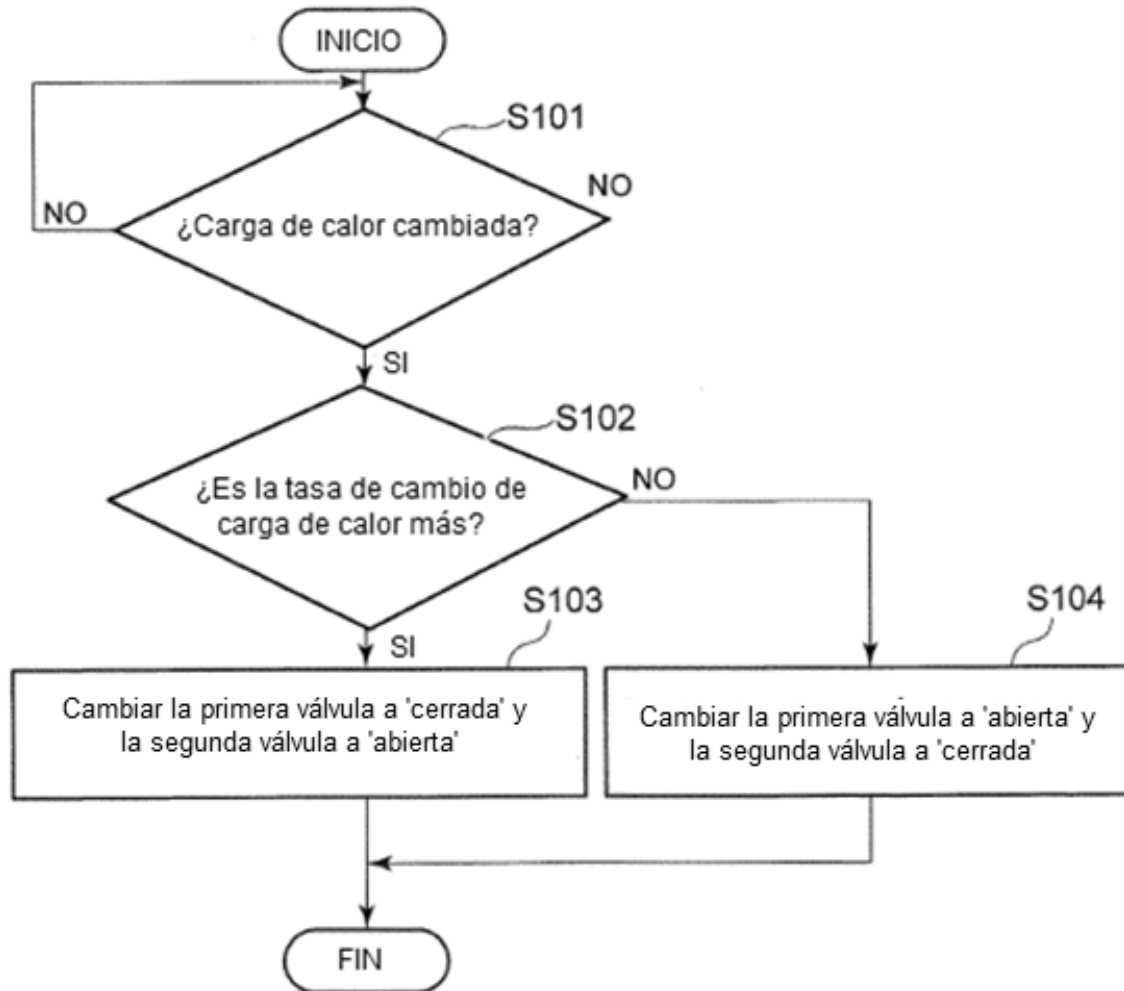 INICIO
S101
NO
NO
¿Carga de calor cambiada?
SI
S102
NO
¿Es la tasa de cambio de
carga de calor más?
S103
S104
SI
Cambiar la primera válvula a 'cerrada' y
la segunda válvula a 'abierta'
Cambiar la primera válvula a 'abierta' y
la segunda válvula a 'cerrada'
FIN